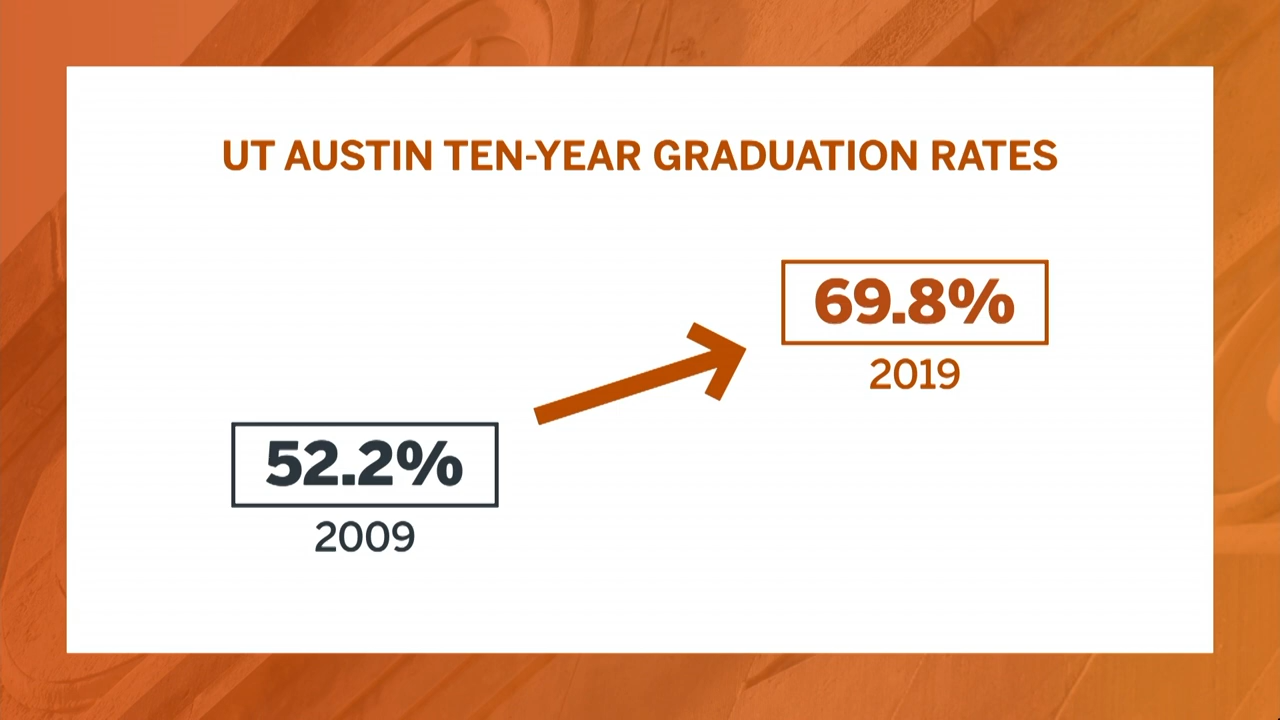 UT AUSTIN TEN-YEAR GRADUATION RATES
69.8%
2019
52.2%
2009